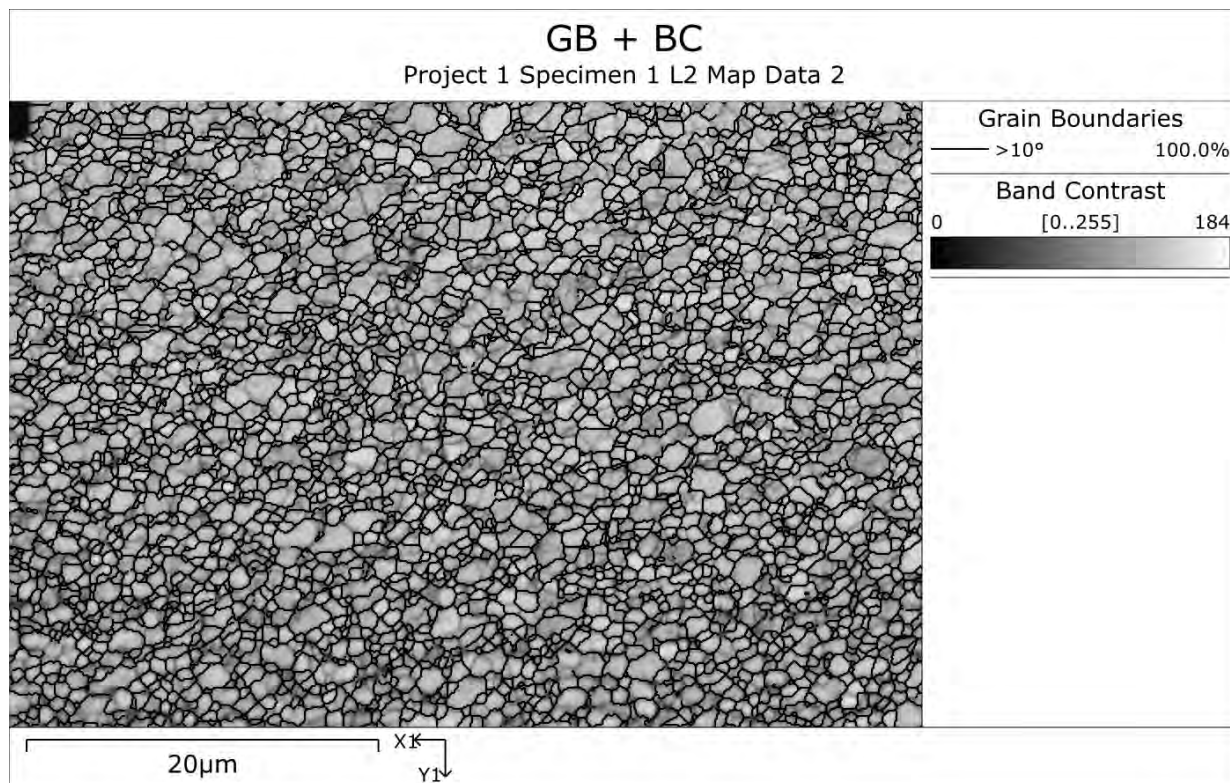 GB + BC
Project 1 Specimen 1 L2 Map Data 2
Grain Boundaries
>10° 100.0%
Band Contrast
0 [0..255] 184
20µm
X1
Y1